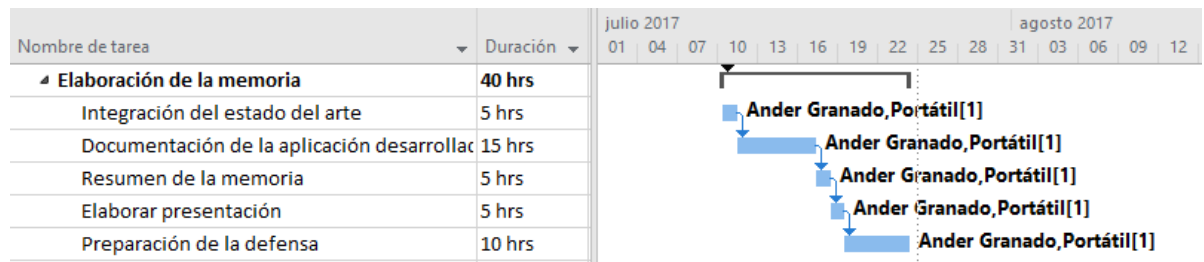 julio 2017 agosto 2017
Nombre de tarea Duración 01 04 07 10 13 16 19 22 25 28 31 03 06 09 12
Elaboración de la memoria 40 hrs
Integración del estado del arte 5 hrs Ander Granado,Portátil[1]
Documentación de la aplicación desarrollac 15 hrs Ander Granado,Portátil[1]
Resumen de la memoria 5 hrs Ander Granado,Portátil[1]
Elaborar presentación 5 hrs Ander Granado,Portátil[1]
Preparación de la defensa 10 hrs Ander Granado,Portátil[1]